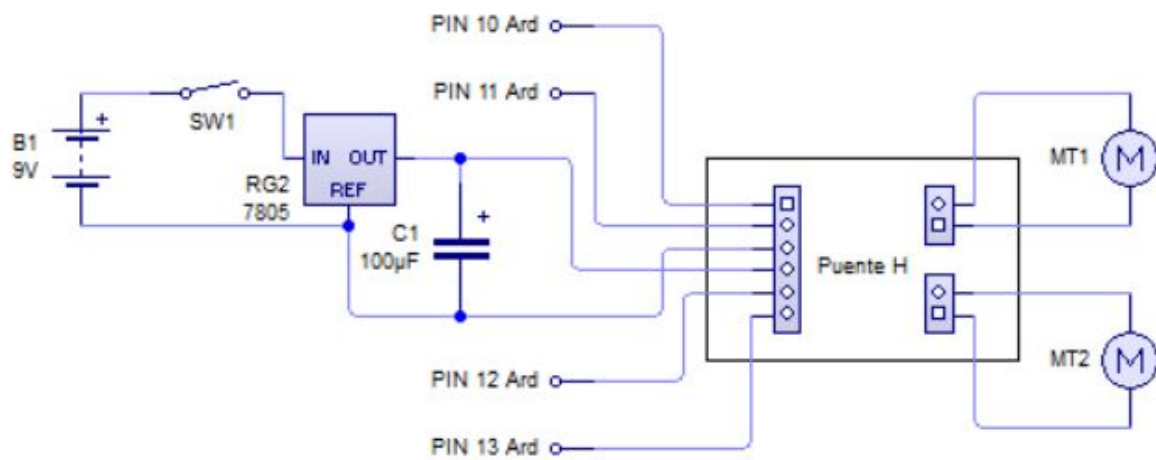 PIN 10 Ard
PIN 11 Ard
SW1
B1
9V
+
IN OUT
REF
RG2
7805
C1
100µF
+
Puente H
MT1
M
MT2
M
PIN 12 Ard
PIN 13 Ard